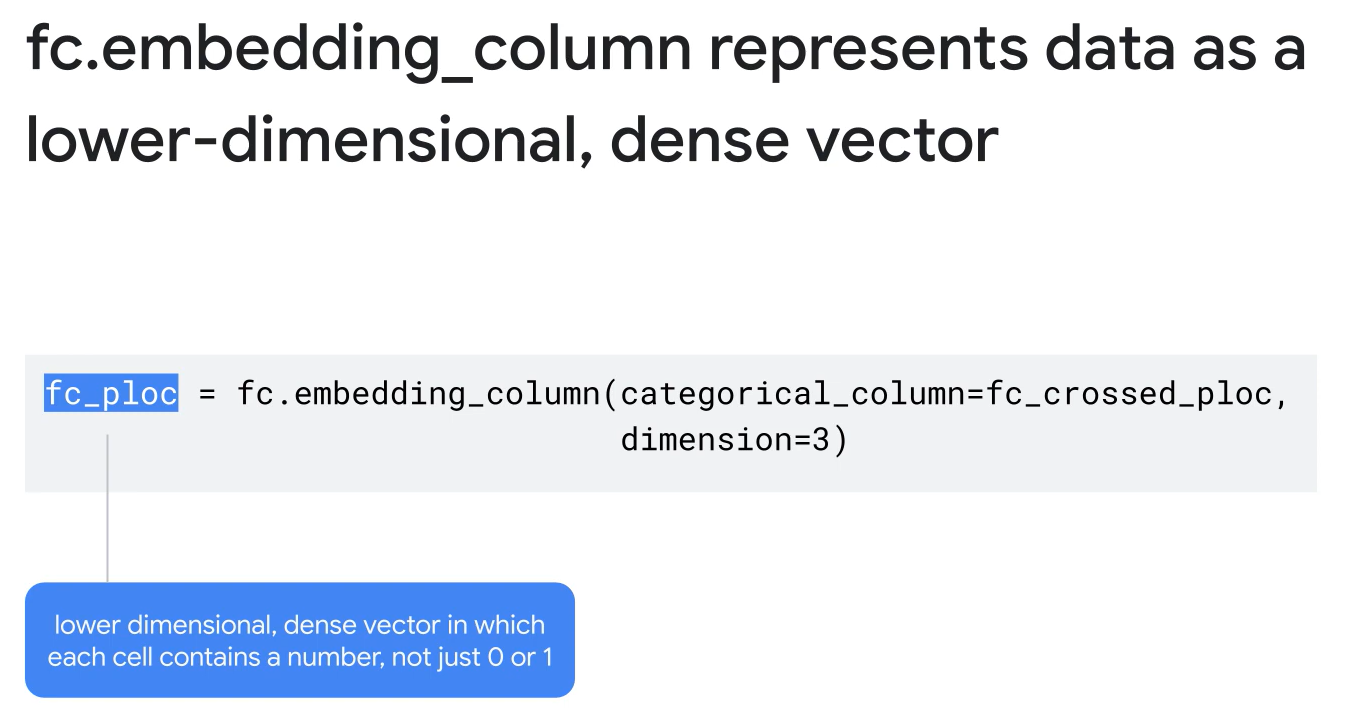 fc.embedding_column represents data as a
lower-dimensional, dense vector
fc_ploc = fc.embedding_column(categorical_column=fc_crossed_ploc,
dimension=3)
lower dimensional, dense vector in which
each cell contains a number, not just 0 or 1